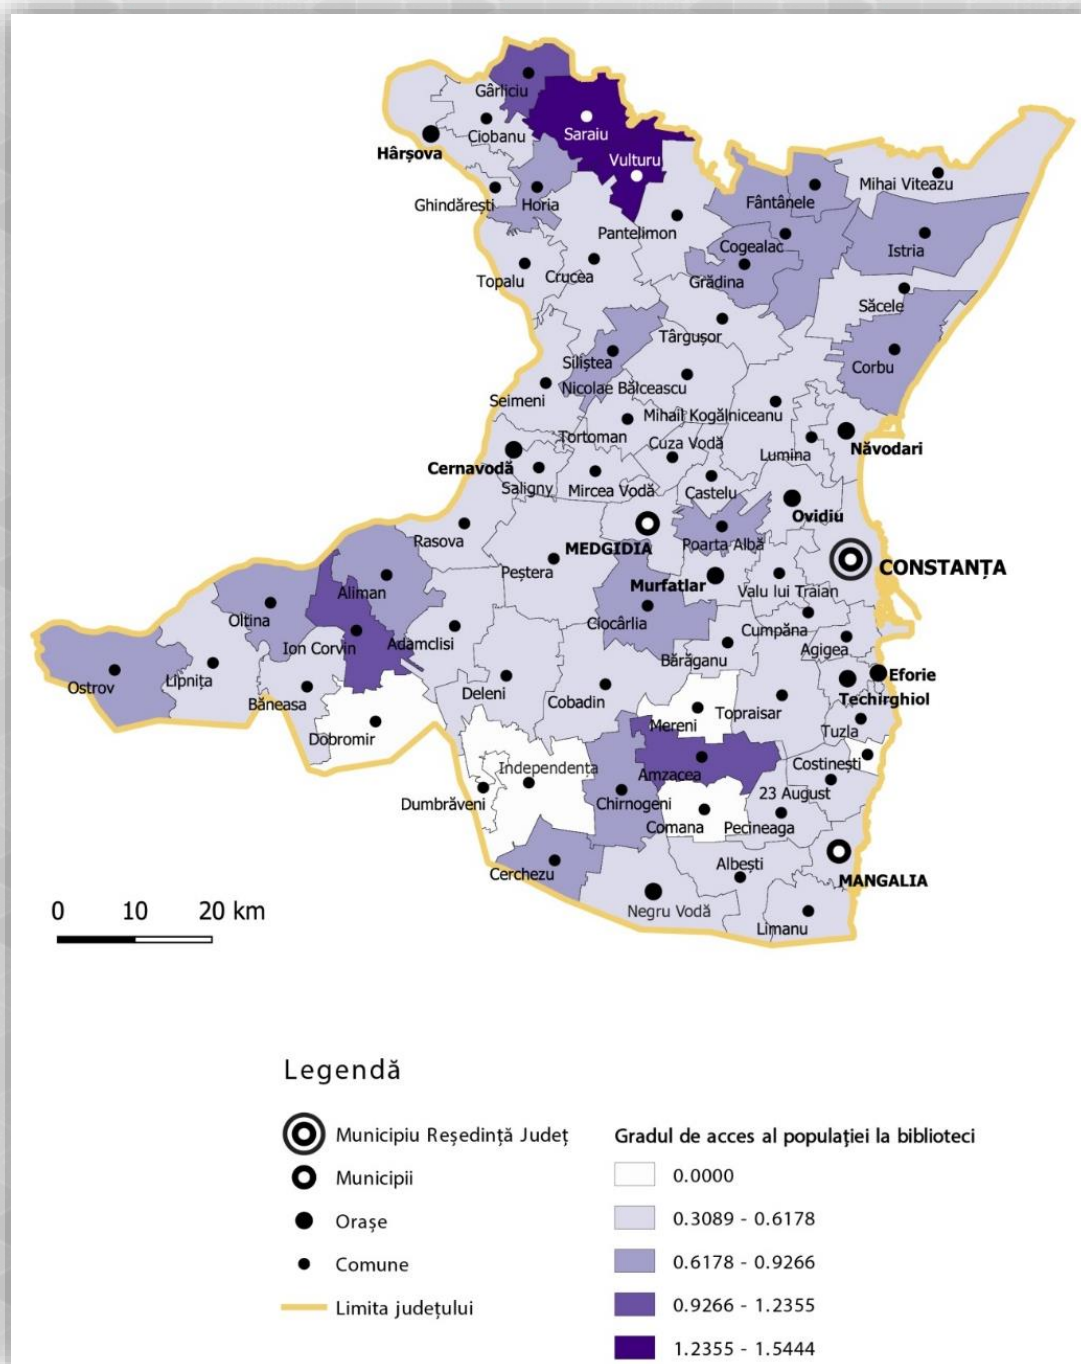 Gârliciu
Ciobanu
Saraiu
Hârșova
Vulturu
Mihai Viteazu
Ghindărești
Horia
Fântânele
Pantelimon
Cogealac
Istria
Topalu
Crucea
Grădina
Săcele
Târgușor
Siliștea
Corbu
Nicolae Bălcescu
Seimeni
Mihail Kogălniceanu
Tortoman
Cuza Vodă
Lumina
Năvodari
Cernavodă
Saligny
Mircea Vodă
Castelu
Ovidiu
Rasova
MEDGIDIA
Poarta Albă
Peștera
CONSTANȚA
Murfatlar
Valu lui Traian
Aliman
Oltina
Ciocârlia
Cumpăna
Ion Corvin
Adamclisi
Agigea
Bărăganu
Ostrov
Lipnița
Eforie
Băneasa
Deleni
Cobadin
Techirghiol
Topraisar
Mereni
Tuzla
Dobromir
Costinești
Independența
Amzacea
Dumbrăveni
Chirnogeni
23 August
Comana
Pecineaga
Cerchezu
Albești
MANGALIA
Negru Vodă
Limanu
0 10 20 km
Legendă
Municipiu Reședință Județ
Municipii
Orașe
Comune
Limita județului
Gradul de acces al populației la biblioteci
0.0000
0.3089 - 0.6178
0.6178 - 0.9266
0.9266 - 1.2355
1.2355 - 1.5444